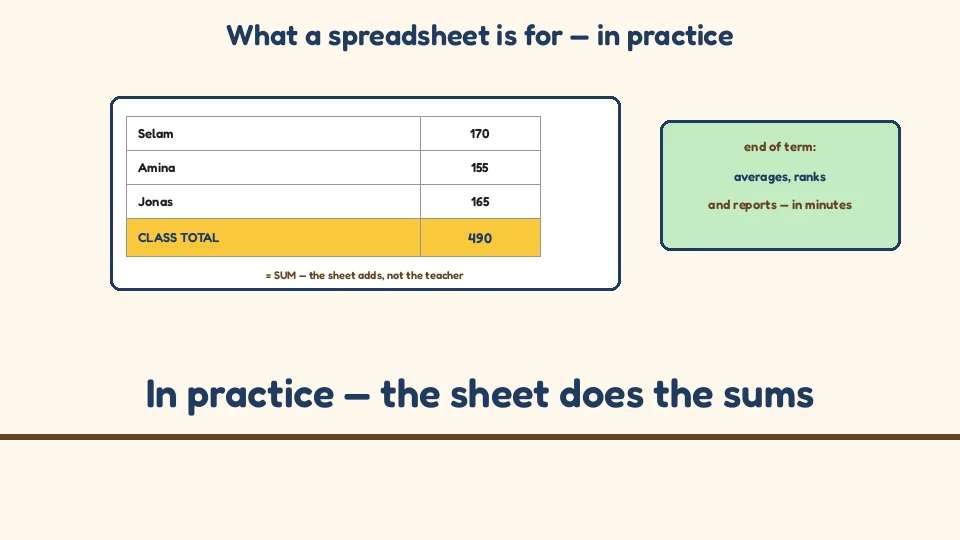 What a spreadsheet is for — in practice
Selam 170
Amina 155
Jonas 165
CLASS TOTAL 490
= SUM — the sheet adds, not the teacher
end of term:
averages, ranks
and reports — in minutes
In practice — the sheet does the sums